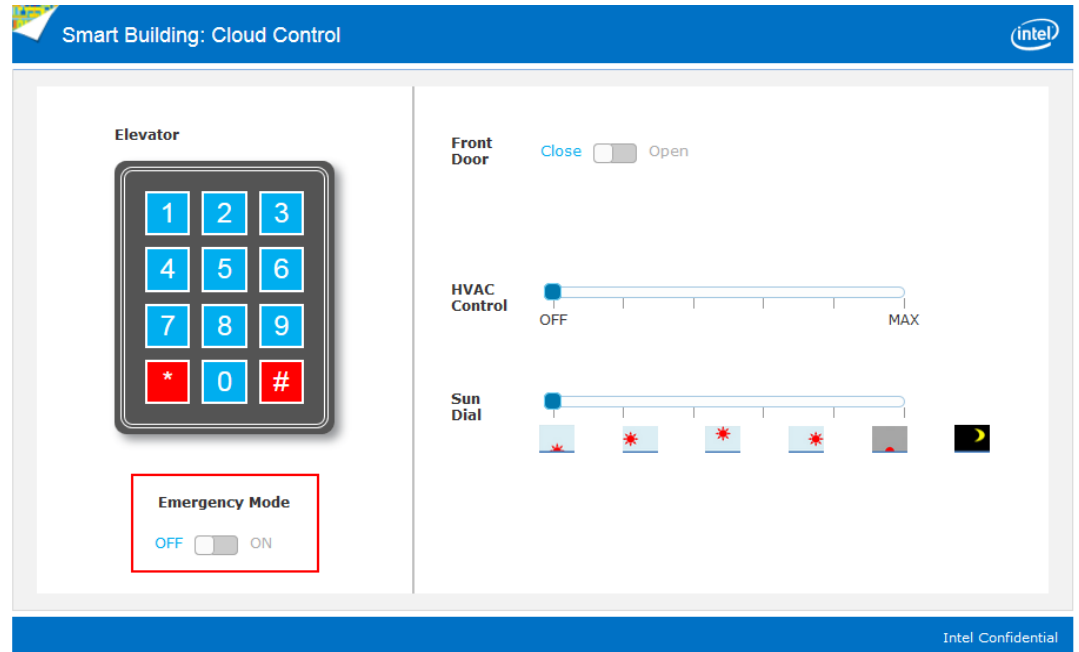 Smart Building: Cloud Control
intel
Elevator
1 2 3
4 5 6
7 8 9
* 0 #
Emergency Mode
OFF ON
Front
Door
Close Open
HVAC
Control
OFF MAX
Sun
Dial
Intel Confidential